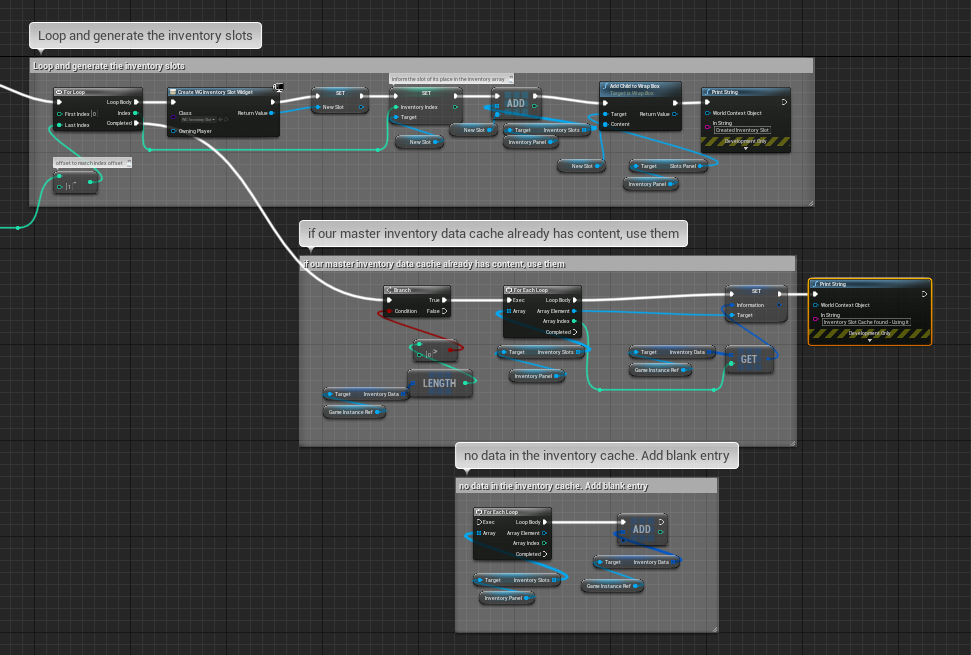 Loop and generate the inventory slots
Loop and generate the inventory slots
For Loop
Loop Body
First Index 0
Index
Last Index
Completed
Create WG Inventory Slot Widget
Class
Return Value
Owning Player
SET
New Slot
Inform the slot of its place in the inventory array
SET
Inventory Index
Target
New Slot
ADD
New Slot
Target Inventory Slots
Inventory Panel
Add Child to Wrap Box
Target is Wrap Box
Target Return Value
Content
New Slot
Target Slots Panel
Inventory Panel
Print String
World Context Object
In String
Created Inventory Slot
Development Only
offset to match index offset
1
if our master inventory data cache already has content, use them
if our master inventory data cache already has content, use them
Branch
True
Condition False
0 >
LENGTH
Target Inventory Data
Game Instance Ref
For Each Loop
Exec Loop Body
Array Array Element
Array Index
Completed
Target Inventory Slots
Inventory Panel
SET
Information
Target
Target Inventory Data
Game Instance Ref
GET
Print String
World Context Object
In String
Inventory Slot Cache found - Using it
Development Only
no data in the inventory cache. Add blank entry
no data in the inventory cache. Add blank entry
For Each Loop
Exec Loop Body
Array Array Element
Array Index
Completed
Target Inventory Slots
Inventory Panel
ADD
Target Inventory Data
Game Instance Ref